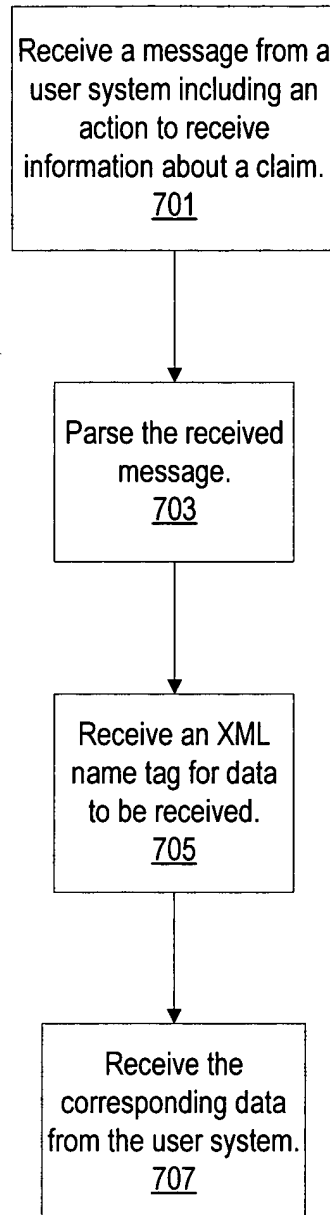 Receive a message from a
user system including an
action to receive
information about a claim.
701
Parse the received
message.
703
Receive an XML
name tag for data
to be received.
705
Receive the
corresponding data
from the user system.
707